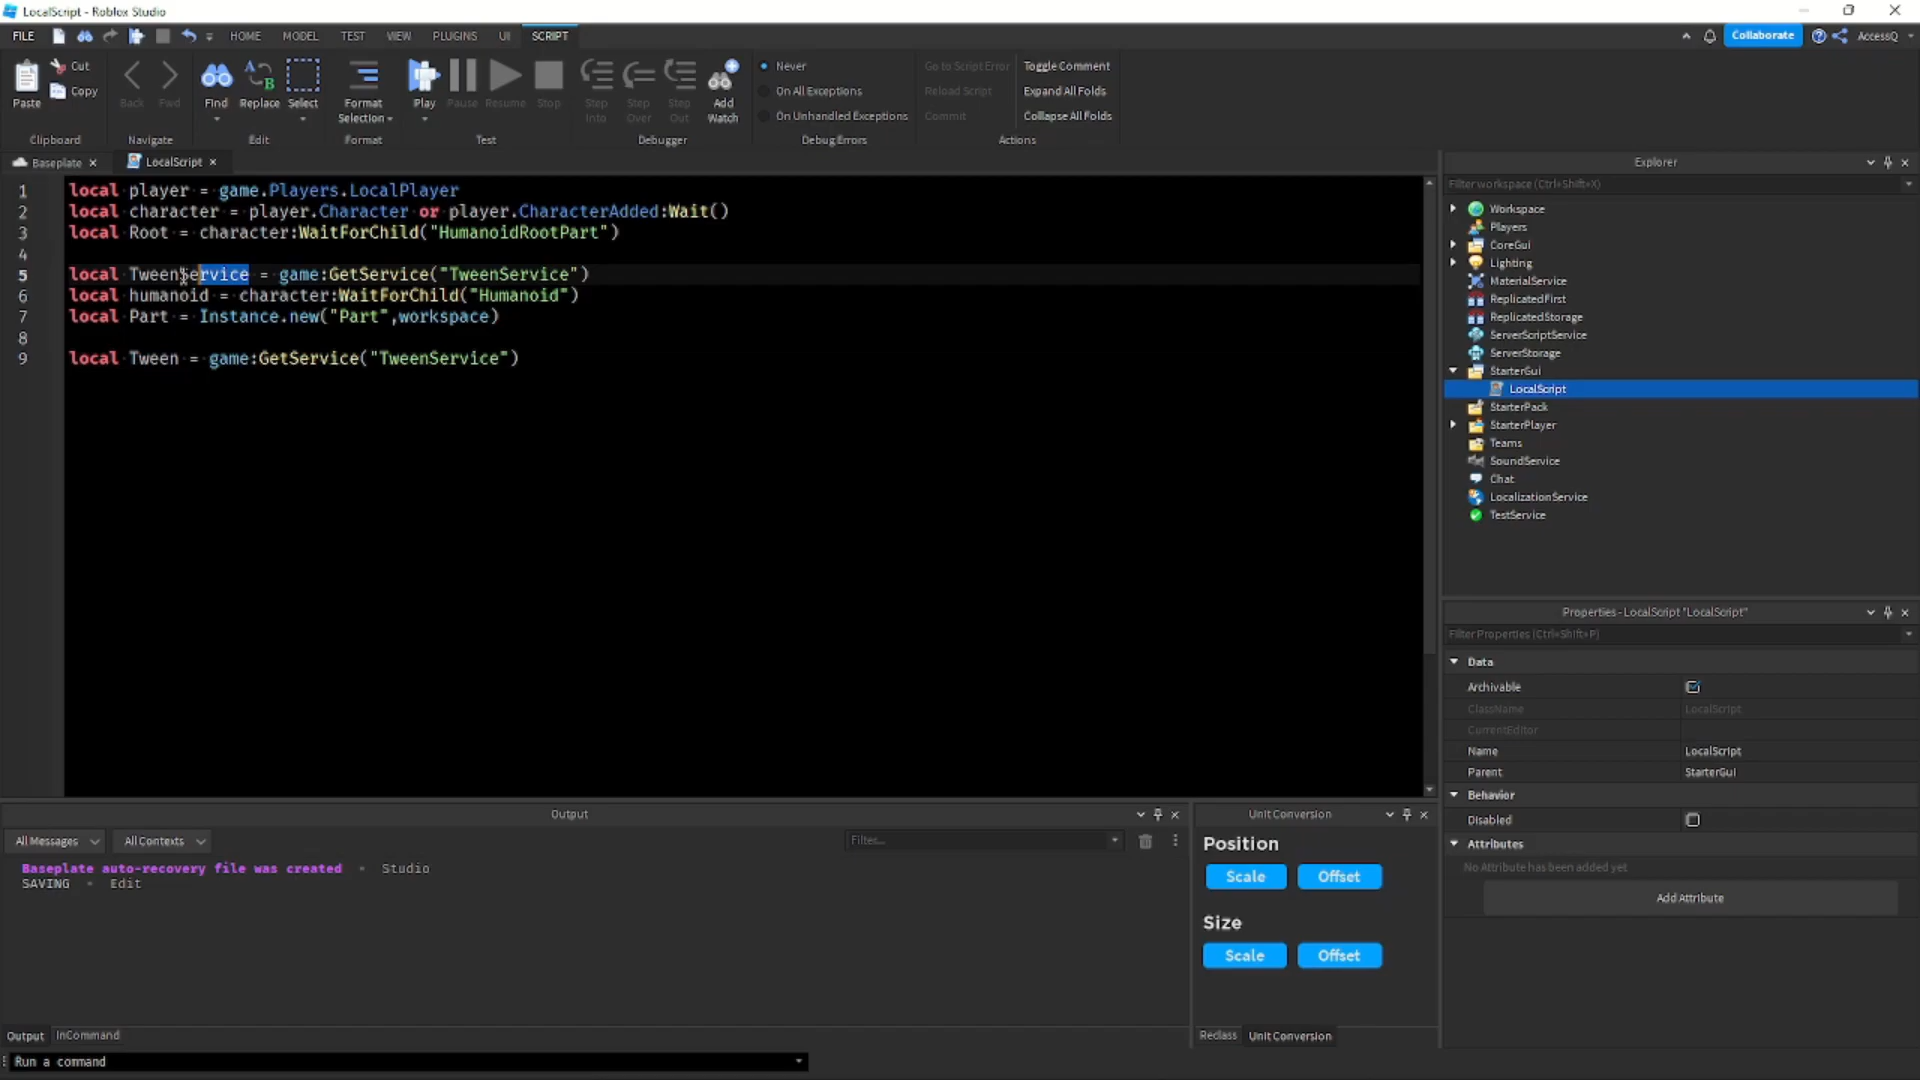 LocalScript - Roblox Studio
FILE HOME MODEL TEST VIEW PLUGINS UI SCRIPT Collaborate AccessQ
Paste Cut Copy Back Fwd Find Replace Select Format Selection Play Pause Resume Stop Step Into Step Over Step Out Add Watch
Never
On All Exceptions
On Unhandled Exceptions
Go to Script Error
Reload Script
Commit
Toggle Comment
Expand All Folds
Collapse All Folds
Clipboard Navigate Edit Format Test Debugger Debug Errors Actions
Baseplate LocalScript
1 local player = game.Players.LocalPlayer
2 local character = player.Character or player.CharacterAdded:Wait()
3 local Root = character:WaitForChild("HumanoidRootPart")
4
5 local TweenService = game:GetService("TweenService")
6 local humanoid = character:WaitForChild("Humanoid")
7 local Part = Instance.new("Part",workspace)
8
9 local Tween = game:GetService("TweenService")
Explorer
Filter workspace (Ctrl+Shift+X)
Workspace
Players
CoreGui
Lighting
MaterialService
ReplicatedFirst
ReplicatedStorage
ServerScriptService
ServerStorage
StarterGui
LocalScript
StarterPack
StarterPlayer
Teams
SoundService
Chat
LocalizationService
TestService
Properties - LocalScript "LocalScript"
Filter Properties (Ctrl+Shift+P)
Data
Archivable
ClassName LocalScript
CurrentEditor
Name LocalScript
Parent StarterGui
Behavior
Disabled
Attributes
No Attribute has been added yet
Add Attribute
Output
All Messages All Contexts Filter...
Baseplate auto-recovery file was created - Studio
SAVING - Edit
Output InCommand
Run a command
Unit Conversion
Position
Scale Offset
Size
Scale Offset
Reclass Unit Conversion